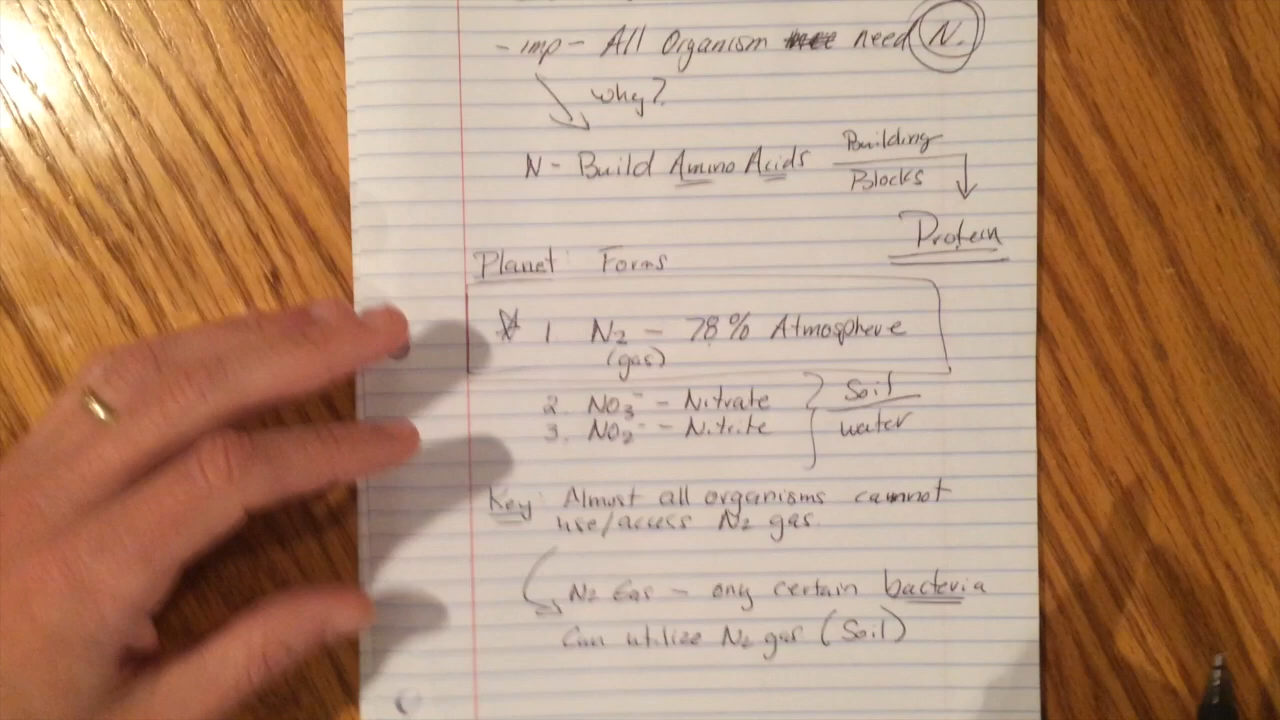 - imp - All Organism need N.
why?
N - Build Amino Acids Building Blocks
Protein
Planet: Forms
1 N2 - 78% Atmosphere
(gas)
2. NO3- - Nitrate Soil
3. NO2- - Nitrite water
Key: Almost all organisms cannot
use/access N2 gas.
N2 Gas - ony certain bacteria
Can utilize N2 gas (Soil)